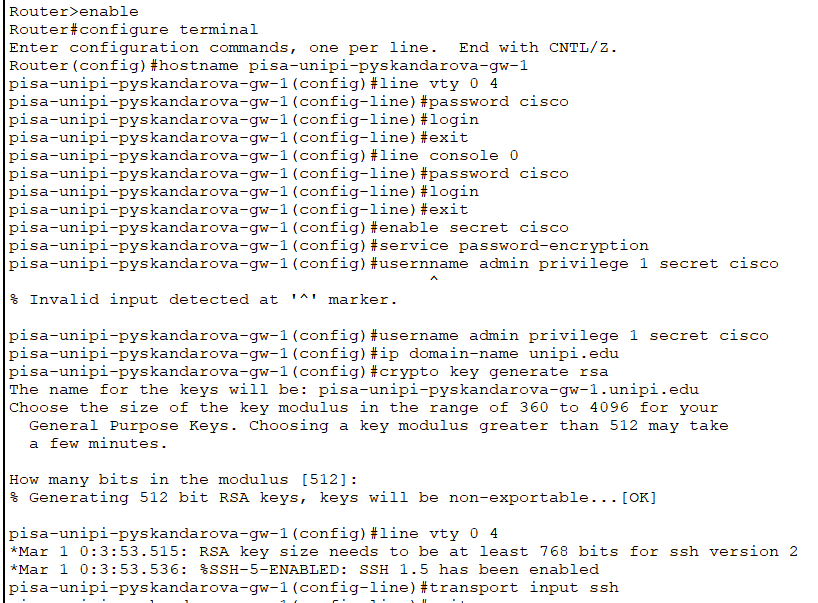 Router>enable
Router#configure terminal
Enter configuration commands, one per line.  End with CNTL/Z.
Router(config)#hostname pisa-unipi-pyskandarova-gw-1
pisa-unipi-pyskandarova-gw-1(config)#line vty 0 4
pisa-unipi-pyskandarova-gw-1(config-line)#password cisco
pisa-unipi-pyskandarova-gw-1(config-line)#login
pisa-unipi-pyskandarova-gw-1(config-line)#exit
pisa-unipi-pyskandarova-gw-1(config)#line console 0
pisa-unipi-pyskandarova-gw-1(config-line)#password cisco
pisa-unipi-pyskandarova-gw-1(config-line)#login
pisa-unipi-pyskandarova-gw-1(config-line)#exit
pisa-unipi-pyskandarova-gw-1(config)#enable secret cisco
pisa-unipi-pyskandarova-gw-1(config)#service password-encryption
pisa-unipi-pyskandarova-gw-1(config)#usernname admin privilege 1 secret cisco
^
% Invalid input detected at '^' marker.
pisa-unipi-pyskandarova-gw-1(config)#username admin privilege 1 secret cisco
pisa-unipi-pyskandarova-gw-1(config)#ip domain-name unipi.edu
pisa-unipi-pyskandarova-gw-1(config)#crypto key generate rsa
The name for the keys will be: pisa-unipi-pyskandarova-gw-1.unipi.edu
Choose the size of the key modulus in the range of 360 to 4096 for your
General Purpose Keys. Choosing a key modulus greater than 512 may take
a few minutes.
How many bits in the modulus [512]:
% Generating 512 bit RSA keys, keys will be non-exportable...[OK]
pisa-unipi-pyskandarova-gw-1(config)#line vty 0 4
*Mar 1 0:3:53.515: RSA key size needs to be at least 768 bits for ssh version 2
*Mar 1 0:3:53.536: %SSH-5-ENABLED: SSH 1.5 has been enabled
pisa-unipi-pyskandarova-gw-1(config-line)#transport input ssh